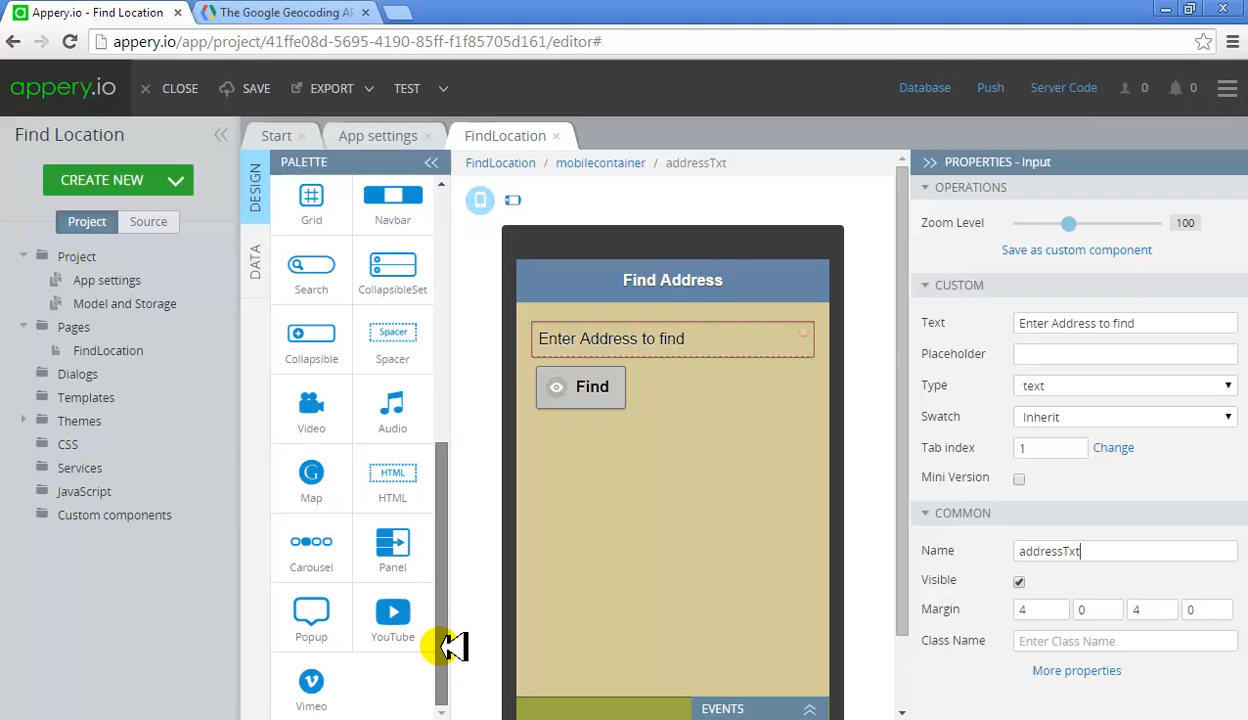 Appery.io - Find Location
The Google Geocoding AP
appery.io/app/project/41ffe08d-5695-4190-85ff-f1f85705d161/editor#
appery.io
CLOSE
SAVE
EXPORT
TEST
Database
Push
Server Code
0
0
Find Location
Start
App settings
FindLocation
CREATE NEW
Project
Source
Project
App settings
Model and Storage
Pages
FindLocation
Dialogs
Templates
Themes
CSS
Services
JavaScript
Custom components
DESIGN
DATA
PALETTE
Grid
Navbar
Search
CollapsibleSet
Collapsible
Spacer
Spacer
Video
Audio
G
Map
HTML
HTML
Carousel
Panel
Popup
YouTube
Vimeo
FindLocation / mobilecontainer / addressTxt
Find Address
Enter Address to find
Find
EVENTS
PROPERTIES - Input
OPERATIONS
Zoom Level
100
Save as custom component
CUSTOM
Text
Enter Address to find
Placeholder
Type
text
Swatch
Inherit
Tab index
1
Change
Mini Version
COMMON
Name
addressTxt
Visible
Margin
4
0
4
0
Class Name
Enter Class Name
More properties